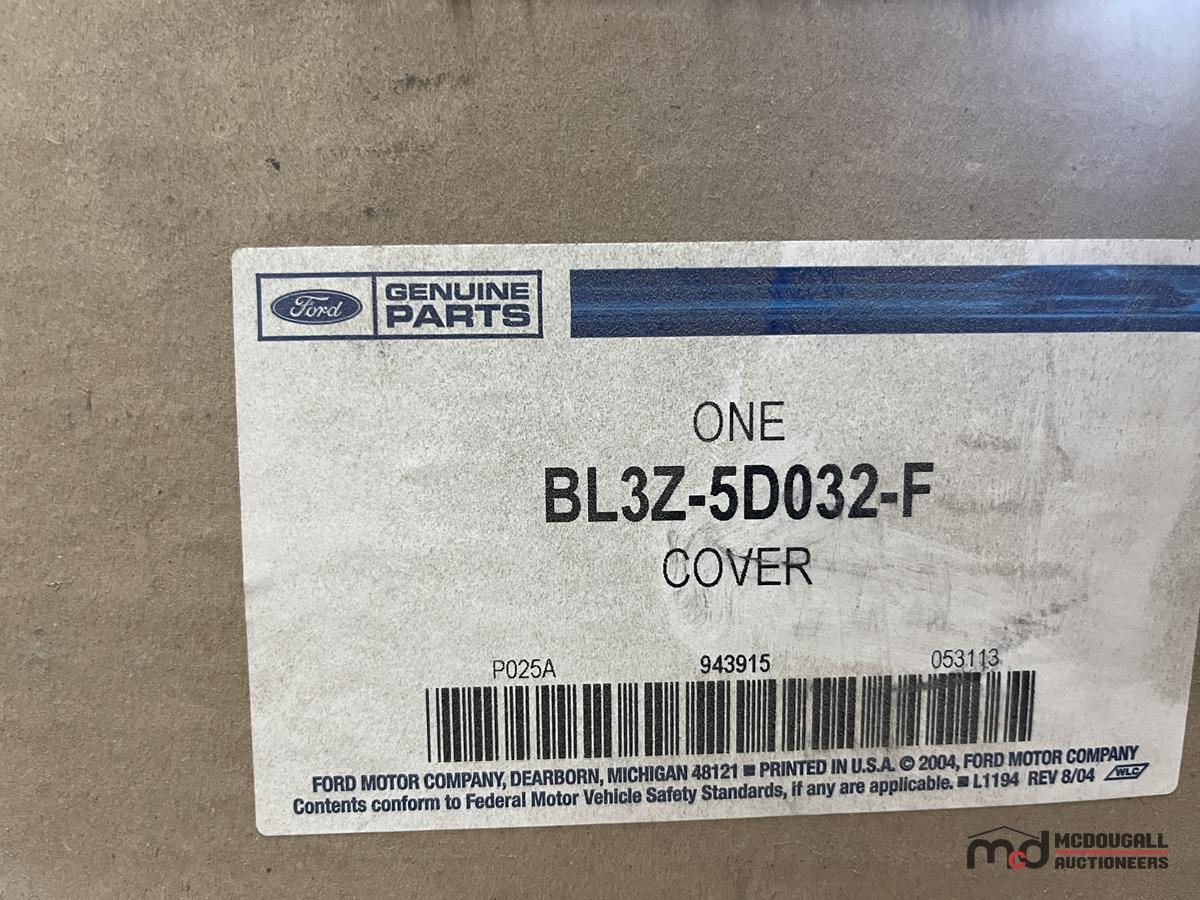 Ford GENUINE
PARTS
ONE
BL3Z-5D032-F
COVER
P025A 943915 053113
FORD MOTOR COMPANY, DEARBORN, MICHIGAN 48121 ■ PRINTED IN U.S.A. © 2004, FORD MOTOR COMPANY
Contents conform to Federal Motor Vehicle Safety Standards, if any are applicable. ■ L1194 REV 8/04 WLC
mcd MCDOUGALL
AUCTIONEERS